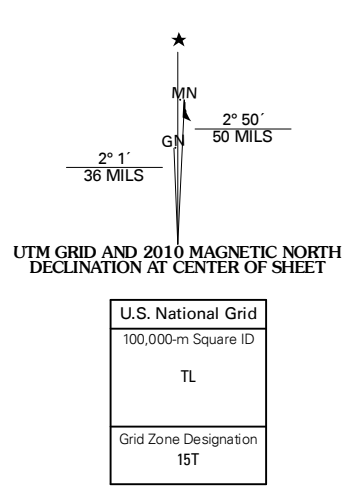 ★
MN
GN
2° 50´
50 MILS
2° 1´
36 MILS
UTM GRID AND 2010 MAGNETIC NORTH
DECLINATION AT CENTER OF SHEET
U.S. National Grid
100,000-m Square ID
TL
Grid Zone Designation
15T